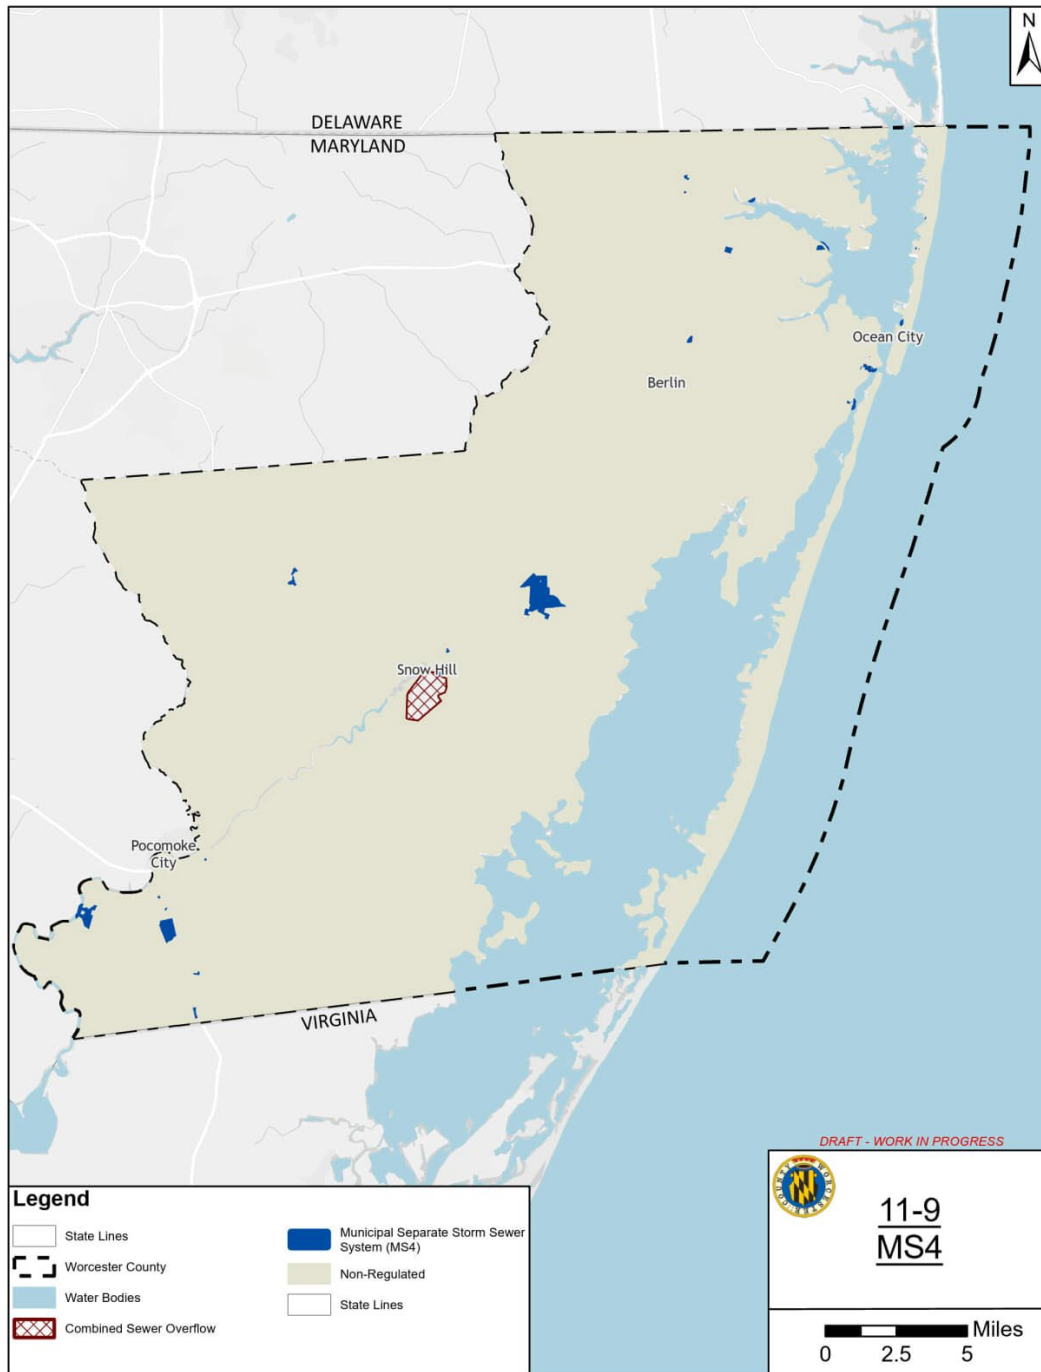 N
DELAWARE
MARYLAND
Ocean City
Berlin
Snow Hill
Pocomoke
City
VIRGINIA
DRAFT - WORK IN PROGRESS
Legend
State Lines
Worcester County
Water Bodies
Combined Sewer Overflow
Municipal Separate Storm Sewer
System (MS4)
Non-Regulated
State Lines
WORCESTER COUNTY
11-9
MS4
Miles
0 2.5 5